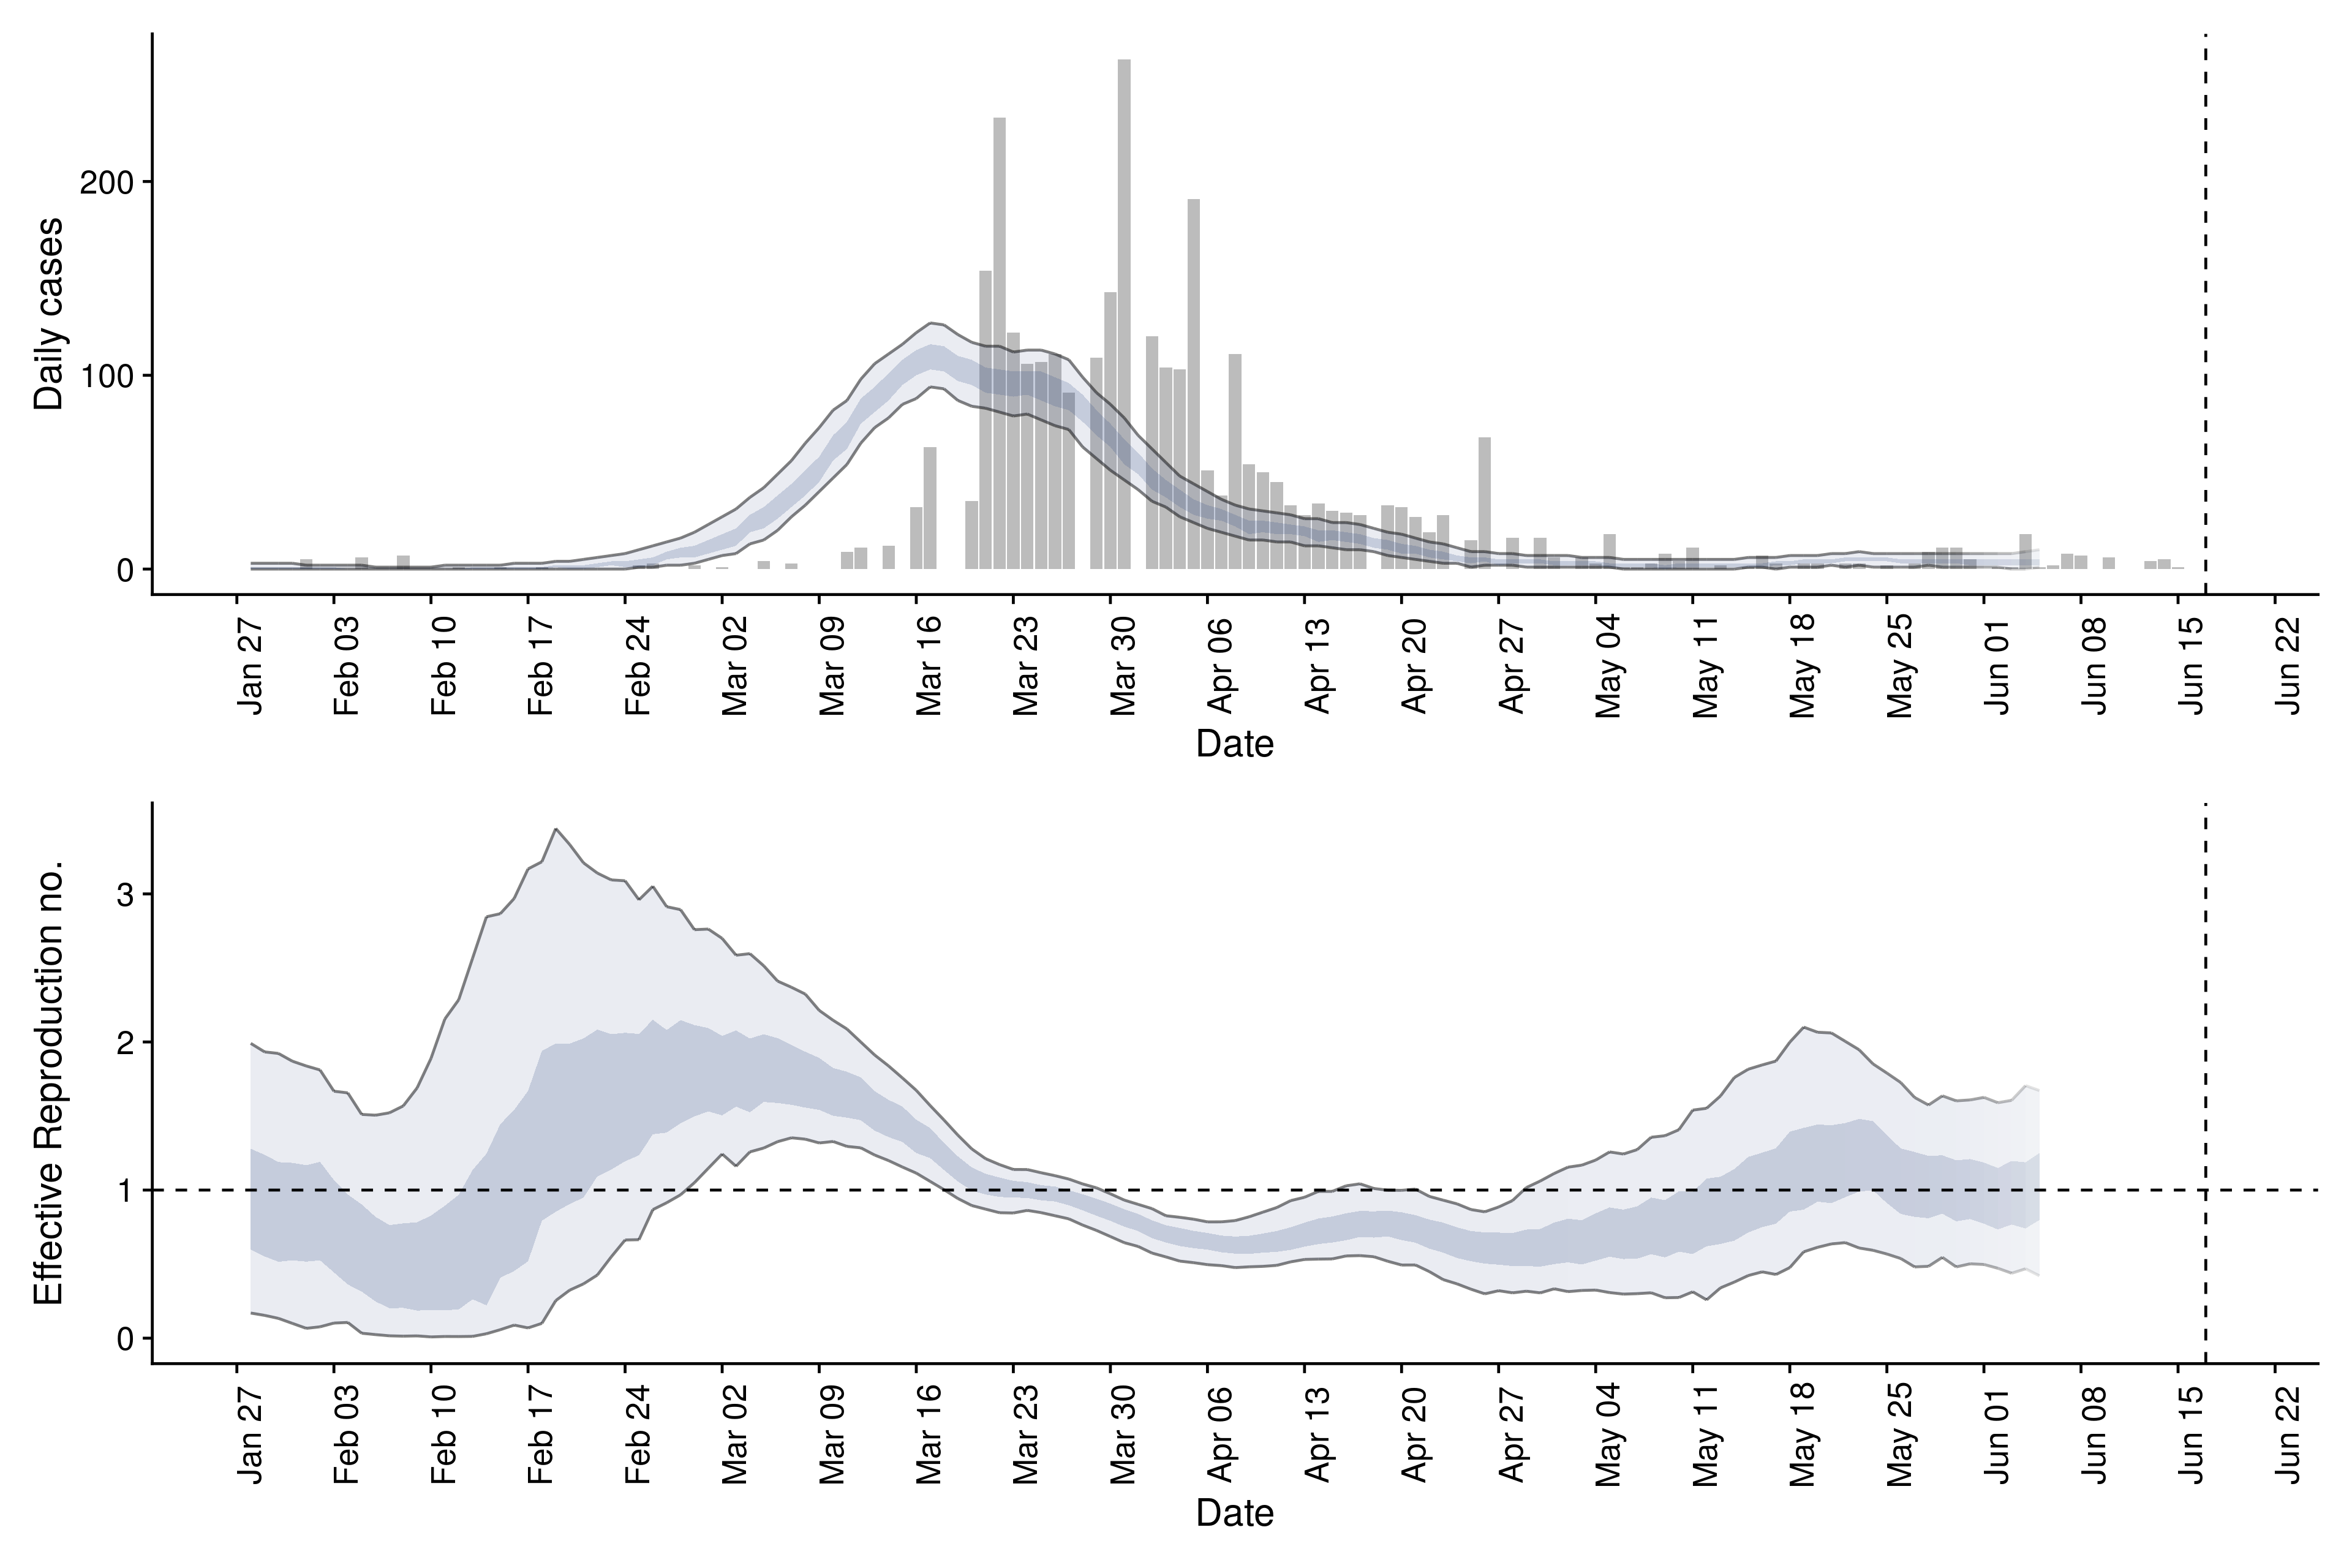 Daily cases
200
100
0
Jan 27
Feb 03
Feb 10
Feb 17
Feb 24
Mar 02
Mar 09
Mar 16
Mar 23
Mar 30
Apr 06
Apr 13
Apr 20
Apr 27
May 04
May 11
May 18
May 25
Jun 01
Jun 08
Jun 15
Jun 22
Date
Effective Reproduction no.
3
2
1
0
Jan 27
Feb 03
Feb 10
Feb 17
Feb 24
Mar 02
Mar 09
Mar 16
Mar 23
Mar 30
Apr 06
Apr 13
Apr 20
Apr 27
May 04
May 11
May 18
May 25
Jun 01
Jun 08
Jun 15
Jun 22
Date